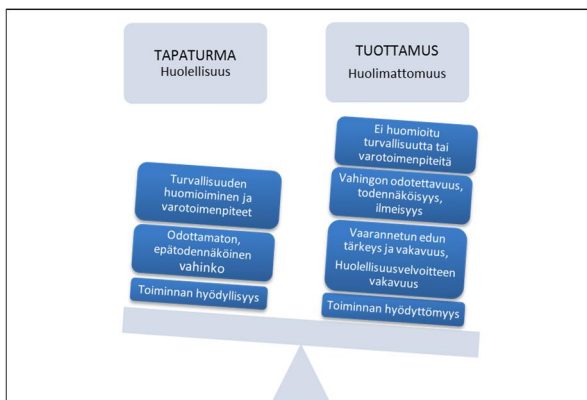 TAPATURMA
Huolellisuus
TUOTTAMUS
Huolimattomuus
Turvallisuuden
huomioiminen ja
varotoimenpiteet
Odottamaton,
epätodennäköinen
vahinko
Toiminnan hyödyllisyys
Ei huomioitu
turvallisuutta tai
varotoimenpiteitä
Vahingon odotettavuus,
todennäköisyys,
ilmeisyys
Vaarannetun edun
tärkeys ja vakavuus,
Huolellisuusvelvoitteen
vakavuus
Toiminnan hyödyttömyys